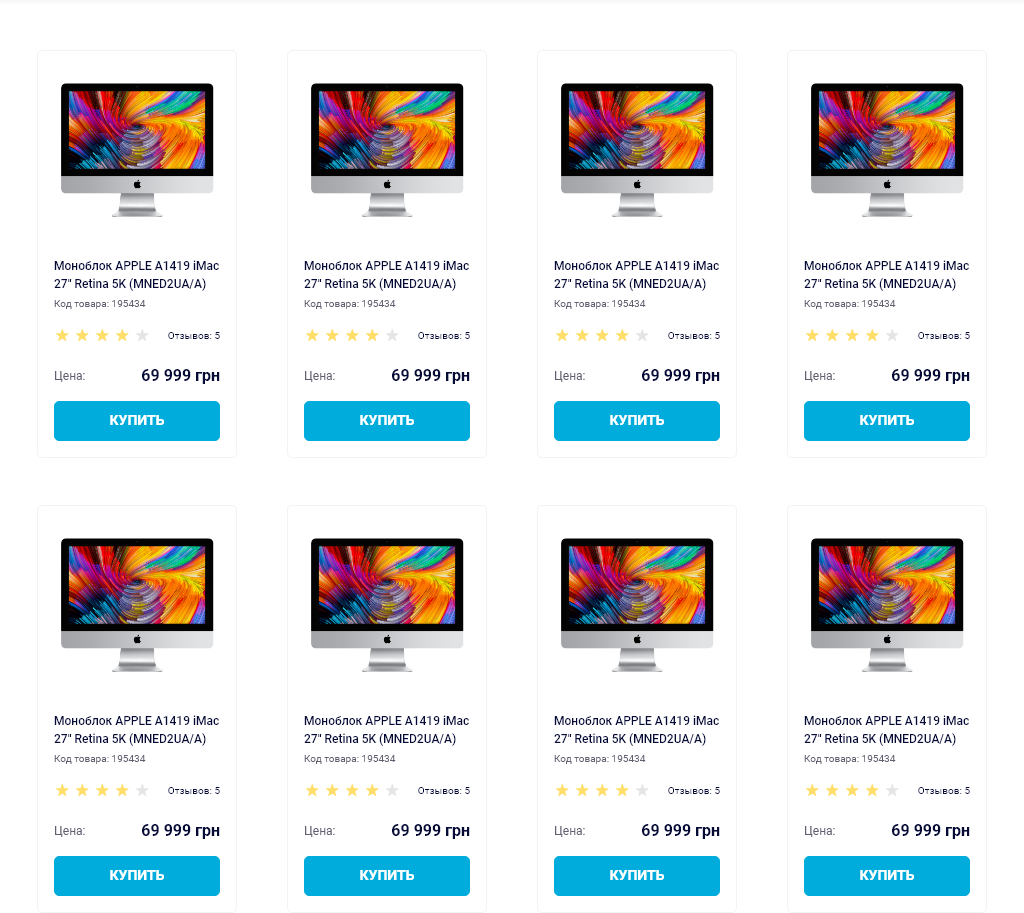 Моноблок APPLE A1419 iMac
27" Retina 5K (MNED2UA/A)
Код товара: 195434
Отзывов: 5
Цена: 69 999 грн
КУПИТЬ
Моноблок APPLE A1419 iMac
27" Retina 5K (MNED2UA/A)
Код товара: 195434
Отзывов: 5
Цена: 69 999 грн
КУПИТЬ
Моноблок APPLE A1419 iMac
27" Retina 5K (MNED2UA/A)
Код товара: 195434
Отзывов: 5
Цена: 69 999 грн
КУПИТЬ
Моноблок APPLE A1419 iMac
27" Retina 5K (MNED2UA/A)
Код товара: 195434
Отзывов: 5
Цена: 69 999 грн
КУПИТЬ
Моноблок APPLE A1419 iMac
27" Retina 5K (MNED2UA/A)
Код товара: 195434
Отзывов: 5
Цена: 69 999 грн
КУПИТЬ
Моноблок APPLE A1419 iMac
27" Retina 5K (MNED2UA/A)
Код товара: 195434
Отзывов: 5
Цена: 69 999 грн
КУПИТЬ
Моноблок APPLE A1419 iMac
27" Retina 5K (MNED2UA/A)
Код товара: 195434
Отзывов: 5
Цена: 69 999 грн
КУПИТЬ
Моноблок APPLE A1419 iMac
27" Retina 5K (MNED2UA/A)
Код товара: 195434
Отзывов: 5
Цена: 69 999 грн
КУПИТЬ